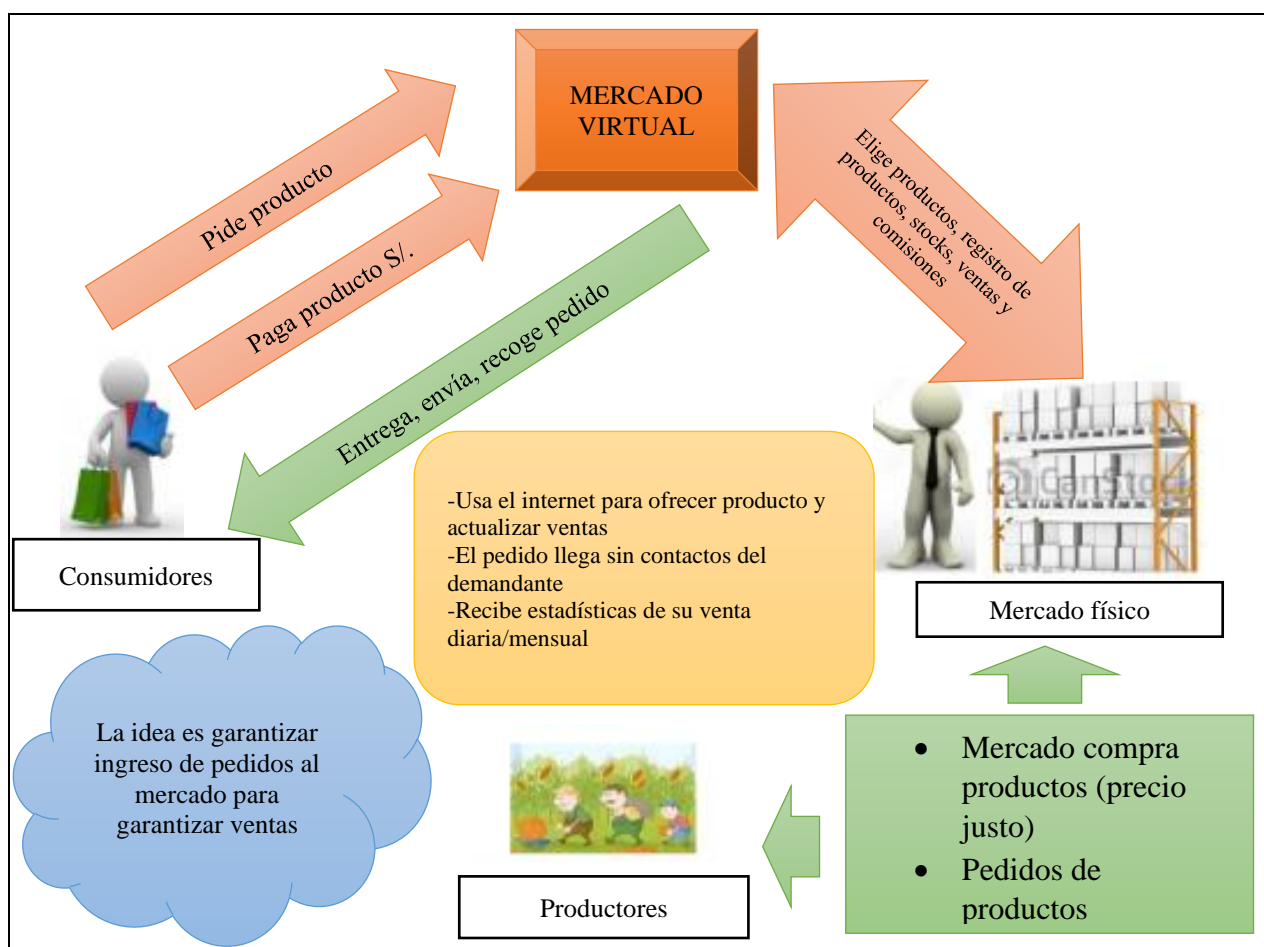 MERCADO
VIRTUAL
Pide producto
Paga producto S/.
Entrega, envía, recoge pedido
Elige productos, registro de
productos, stocks, ventas y
comisiones
CanStock
-Usa el internet para ofrecer producto y
actualizar ventas
-El pedido llega sin contactos del
demandante
-Recibe estadísticas de su venta
diaria/mensual
Consumidores
Mercado físico
La idea es garantizar
ingreso de pedidos al
mercado para
garantizar ventas
• Mercado compra
productos (precio
justo)
• Pedidos de
productos
Productores